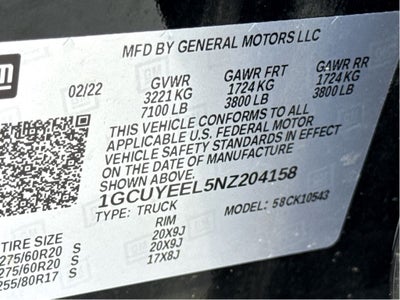 GM
MFD BY GENERAL MOTORS LLC
02/22 GVWR GAWR FRT GAWR RR
3221 KG 1724 KG 1724 KG
7100 LB 3800 LB 3800 LB
THIS VEHICLE CONFORMS TO ALL
APPLICABLE U.S. FEDERAL MOTOR
VEHICLE SAFETY STANDARDS IN EFFECT
ON THE DATE OF MANUFACTURE
SHOWN ABOVE.
1GCUYEEL5NZ204158
TYPE: TRUCK MODEL: 58CK10543
TIRE SIZE RIM
275/60R20 S 20X9J
275/60R20 S 20X9J
255/80R17 S 17X8J